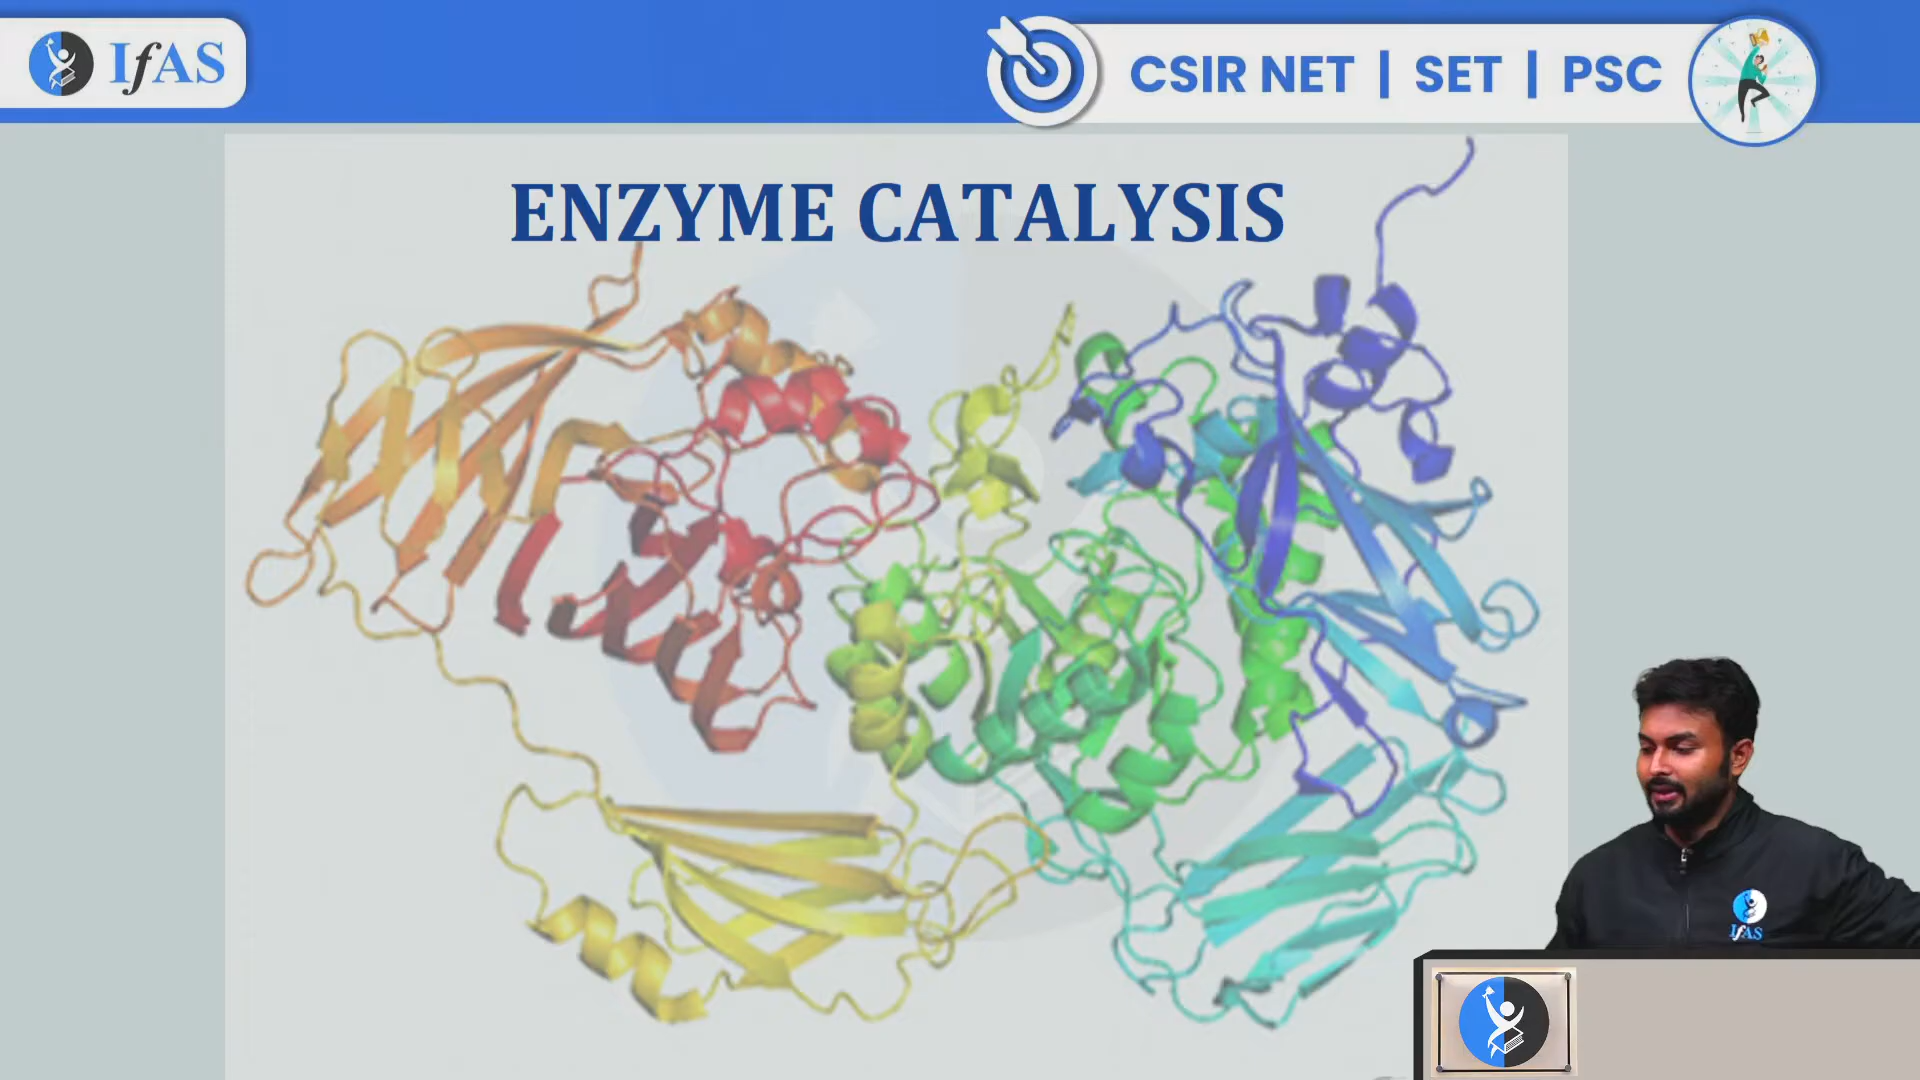 IfAS
CSIR NET | SET | PSC
ENZYME CATALYSIS
IfAS